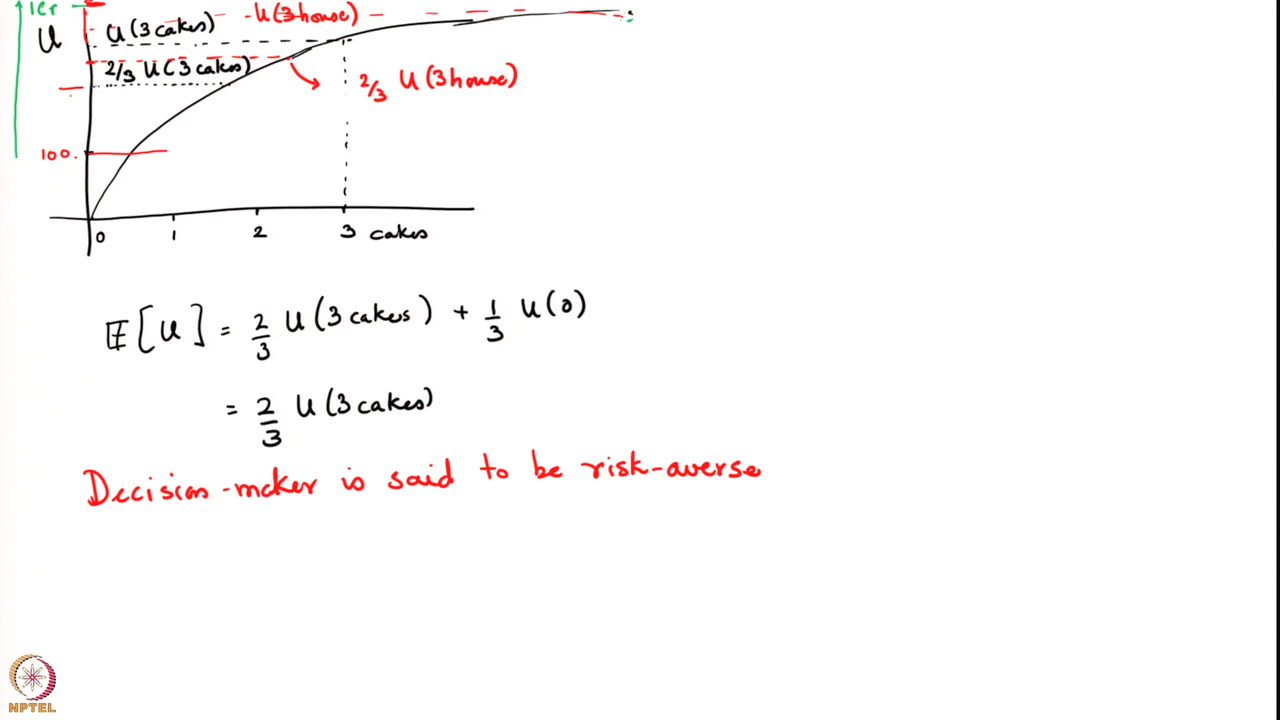 1cr
U(3 house)
U
U(3 cakes)
2/3 U(3 cakes)
2/3 U(3 house)
100.
0 1 2 3 cakes
𝔼[U] = 2/3 U(3 cakes) + 1/3 U(0)
= 2/3 U(3 cakes)
Decision-maker is said to be risk-averse
NPTEL